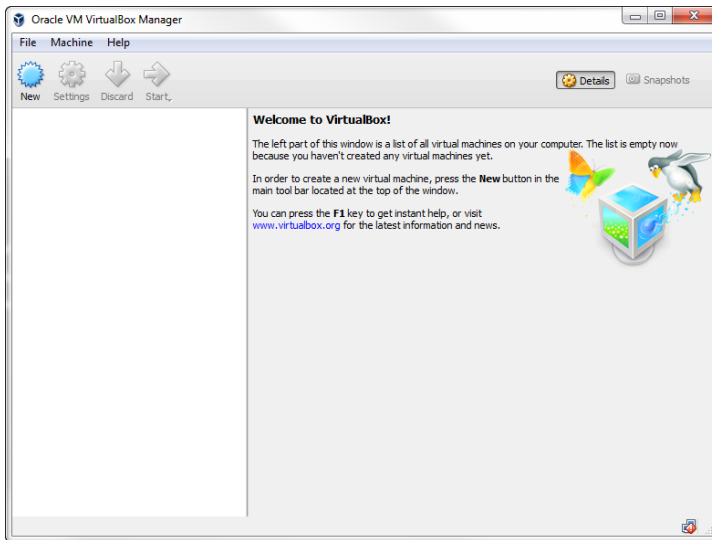 Oracle VM VirtualBox Manager
File Machine Help
New Settings Discard Start
Details Snapshots
Welcome to VirtualBox!
The left part of this window is a list of all virtual machines on your computer. The list is empty now
because you haven't created any virtual machines yet.
In order to create a new virtual machine, press the New button in the
main tool bar located at the top of the window.
You can press the F1 key to get instant help, or visit
www.virtualbox.org for the latest information and news.